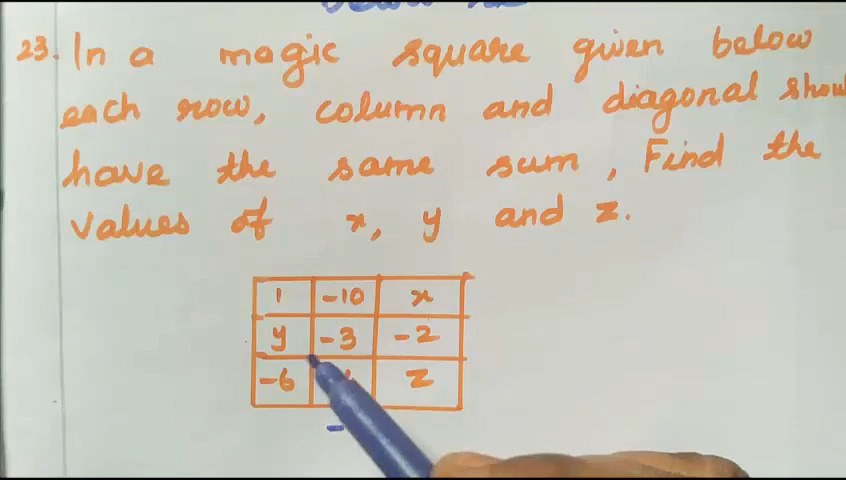 23. In a magic square given below
each row, column and diagonal
have the same sum, Find the
values of x, y and z.
1 -10 x
y -3 -2
-6 z